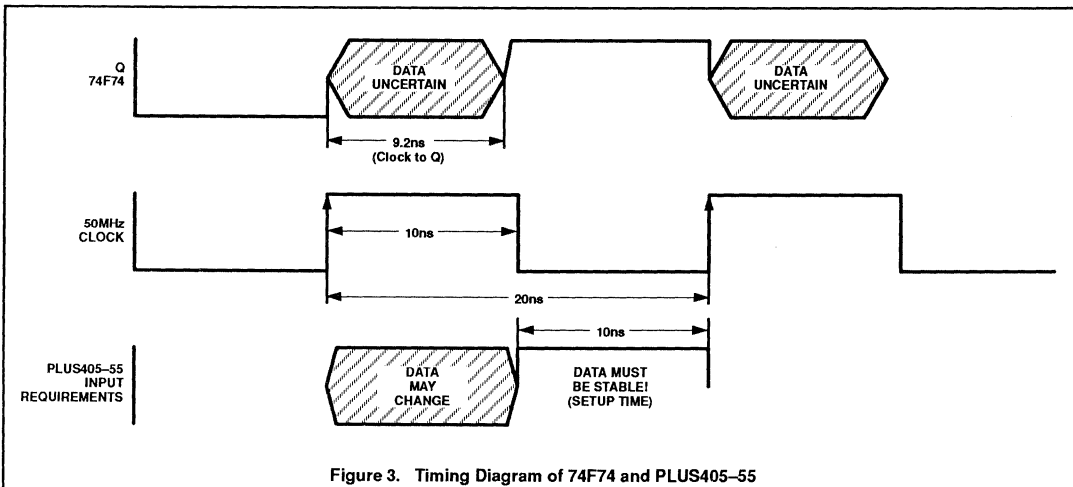 Q
74F74
DATA
UNCERTAIN
DATA
UNCERTAIN
9.2ns
(Clock to Q)
50MHz
CLOCK
10ns
20ns
10ns
PLUS405–55
INPUT
REQUIREMENTS
DATA
MAY
CHANGE
DATA MUST
BE STABLE!
(SETUP TIME)
Figure 3. Timing Diagram of 74F74 and PLUS405–55